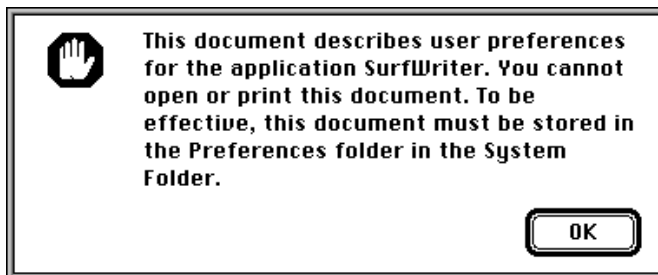 This document describes user preferences
for the application SurfWriter. You cannot
open or print this document. To be
effective, this document must be stored in
the Preferences folder in the System
Folder.
OK